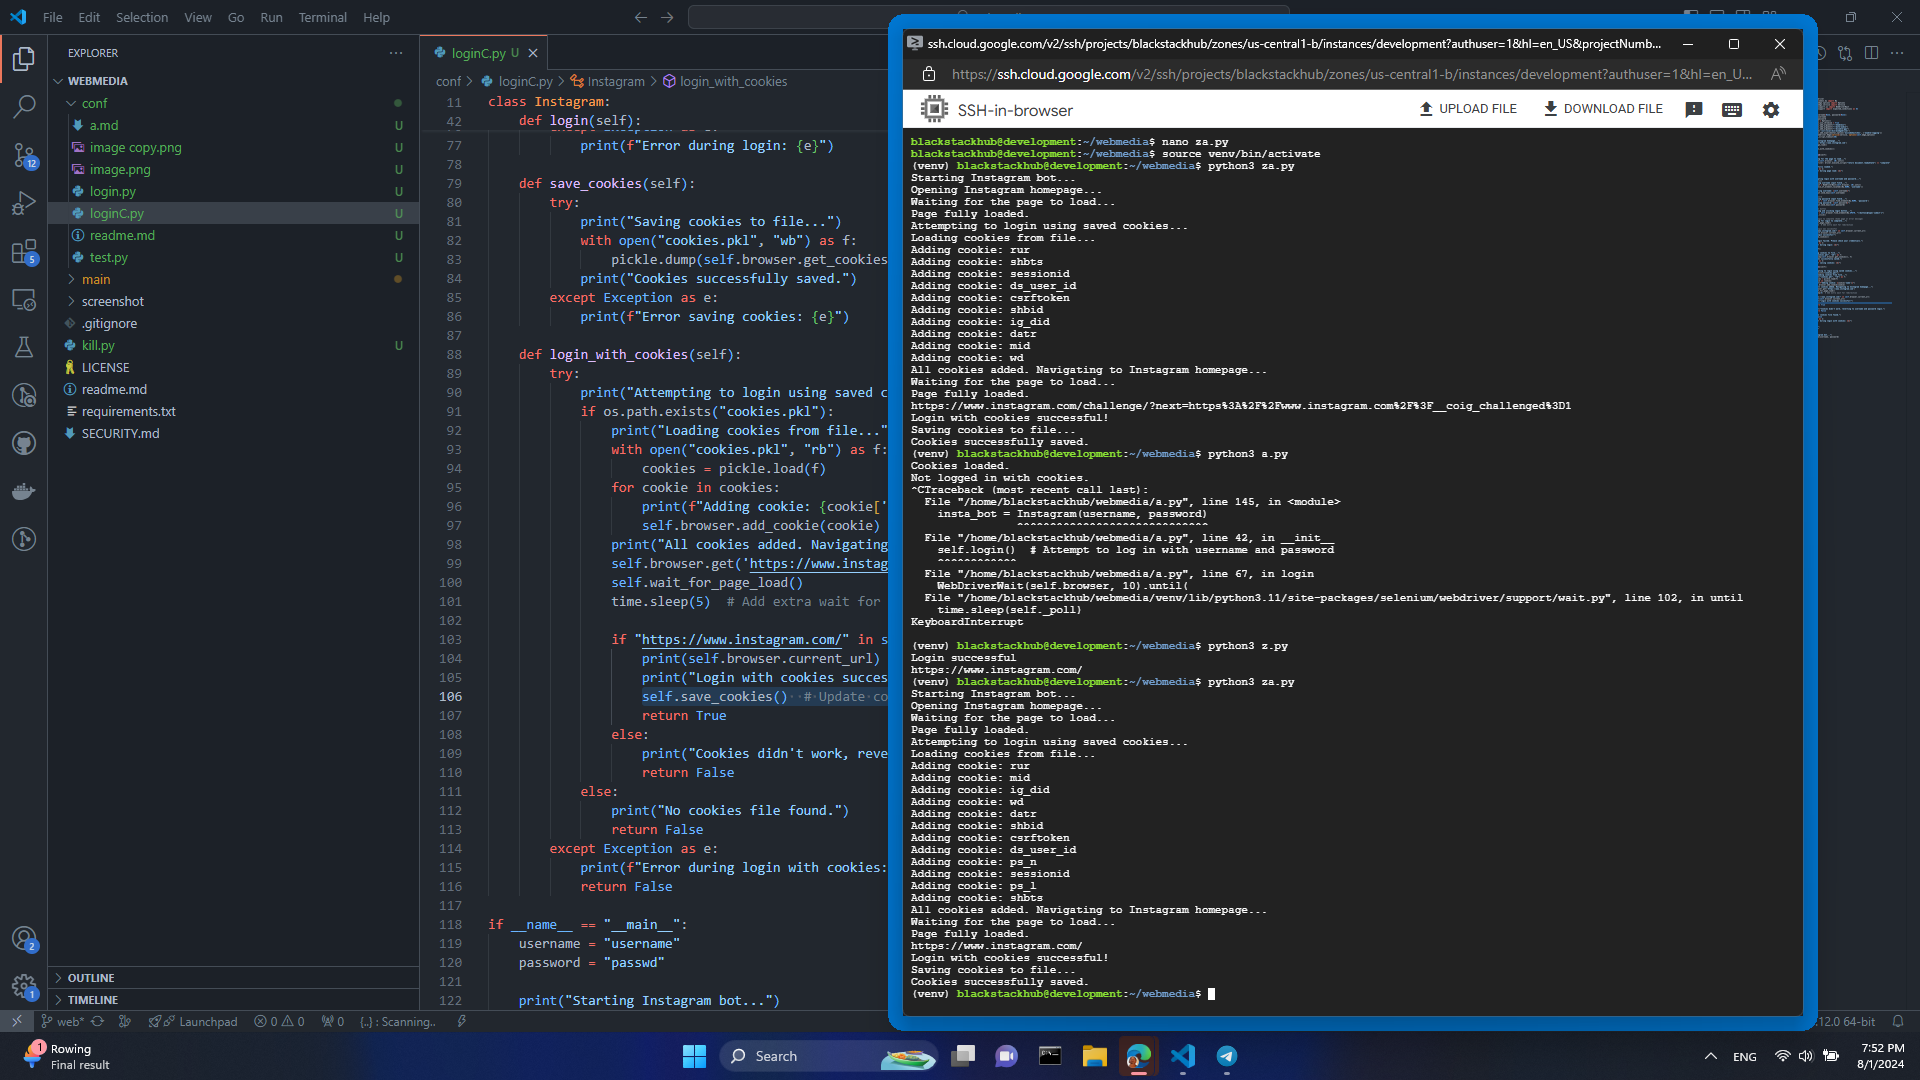 File Edit Selection View Go Run Terminal Help
EXPLORER
WEBMEDIA
conf
a.md U
image copy.png U
image.png U
login.py U
loginC.py U
readme.md U
test.py U
main
screenshot
.gitignore
kill.py U
LICENSE
readme.md
requirements.txt
SECURITY.md
OUTLINE
TIMELINE
12
5
2
1
loginC.py U
conf > loginC.py > Instagram > login_with_cookies
11 class Instagram:
42 def login(self):
77 print(f"Error during login: {e}")
78
79 def save_cookies(self):
80 try:
81 print("Saving cookies to file...")
82 with open("cookies.pkl", "wb") as f:
83 pickle.dump(self.browser.get_cookies
84 print("Cookies successfully saved.")
85 except Exception as e:
86 print(f"Error saving cookies: {e}")
87
88 def login_with_cookies(self):
89 try:
90 print("Attempting to login using saved c
91 if os.path.exists("cookies.pkl"):
92 print("Loading cookies from file..."
93 with open("cookies.pkl", "rb") as f:
94 cookies = pickle.load(f)
95 for cookie in cookies:
96 print(f"Adding cookie: {cookie['
97 self.browser.add_cookie(cookie)
98 print("All cookies added. Navigating
99 self.browser.get('https://www.instag
100 self.wait_for_page_load()
101 time.sleep(5) # Add extra wait for
102
103 if "https://www.instagram.com/" in s
104 print(self.browser.current_url)
105 print("Login with cookies succes
106 self.save_cookies() # Update co
107 return True
108 else:
109 print("Cookies didn't work, reve
110 return False
111 else:
112 print("No cookies file found.")
113 return False
114 except Exception as e:
115 print(f"Error during login with cookies:
116 return False
117
118 if __name__ == "__main__":
119 username = "username"
120 password = "passwd"
121
122 print("Starting Instagram bot...")
ssh.cloud.google.com/v2/ssh/projects/blackstackhub/zones/us-central1-b/instances/development?authuser=1&hl=en_US&projectNumb...
https://ssh.cloud.google.com/v2/ssh/projects/blackstackhub/zones/us-central1-b/instances/development?authuser=1&hl=en_U...
SSH-in-browser
UPLOAD FILE
DOWNLOAD FILE
blackstackhub@development:~/webmedia$ nano za.py
blackstackhub@development:~/webmedia$ source venv/bin/activate
(venv) blackstackhub@development:~/webmedia$ python3 za.py
Starting Instagram bot...
Opening Instagram homepage...
Waiting for the page to load...
Page fully loaded.
Attempting to login using saved cookies...
Loading cookies from file...
Adding cookie: rur
Adding cookie: shbts
Adding cookie: sessionid
Adding cookie: ds_user_id
Adding cookie: csrftoken
Adding cookie: shbid
Adding cookie: ig_did
Adding cookie: datr
Adding cookie: mid
Adding cookie: wd
All cookies added. Navigating to Instagram homepage...
Waiting for the page to load...
Page fully loaded.
https://www.instagram.com/challenge/?next=https%3A%2F%2Fwww.instagram.com%2F%3F__coig_challenged%3D1
Login with cookies successful!
Saving cookies to file...
Cookies successfully saved.
(venv) blackstackhub@development:~/webmedia$ python3 a.py
Cookies loaded.
Not logged in with cookies.
^CTraceback (most recent call last):
File "/home/blackstackhub/webmedia/a.py", line 145, in <module>
insta_bot = Instagram(username, password)
^^^^^^^^^^^^^^^^^^^^^^^^^^^^^
File "/home/blackstackhub/webmedia/a.py", line 42, in __init__
self.login() # Attempt to log in with username and password
^^^^^^^^^^^^
File "/home/blackstackhub/webmedia/a.py", line 67, in login
WebDriverWait(self.browser, 10).until(
File "/home/blackstackhub/webmedia/venv/lib/python3.11/site-packages/selenium/webdriver/support/wait.py", line 102, in until
time.sleep(self._poll)
KeyboardInterrupt
(venv) blackstackhub@development:~/webmedia$ python3 z.py
Login successful
https://www.instagram.com/
(venv) blackstackhub@development:~/webmedia$ python3 za.py
Starting Instagram bot...
Opening Instagram homepage...
Waiting for the page to load...
Page fully loaded.
Attempting to login using saved cookies...
Loading cookies from file...
Adding cookie: rur
Adding cookie: mid
Adding cookie: ig_did
Adding cookie: wd
Adding cookie: datr
Adding cookie: shbid
Adding cookie: csrftoken
Adding cookie: ds_user_id
Adding cookie: ps_n
Adding cookie: sessionid
Adding cookie: ps_l
Adding cookie: shbts
All cookies added. Navigating to Instagram homepage...
Waiting for the page to load...
Page fully loaded.
https://www.instagram.com/
Login with cookies successful!
Saving cookies to file...
Cookies successfully saved.
(venv) blackstackhub@development:~/webmedia$
web* Launchpad 0 0 0 {..} : Scanning..
12.0 64-bit
1
Rowing
Final result
Search
ENG
7:52 PM
8/1/2024